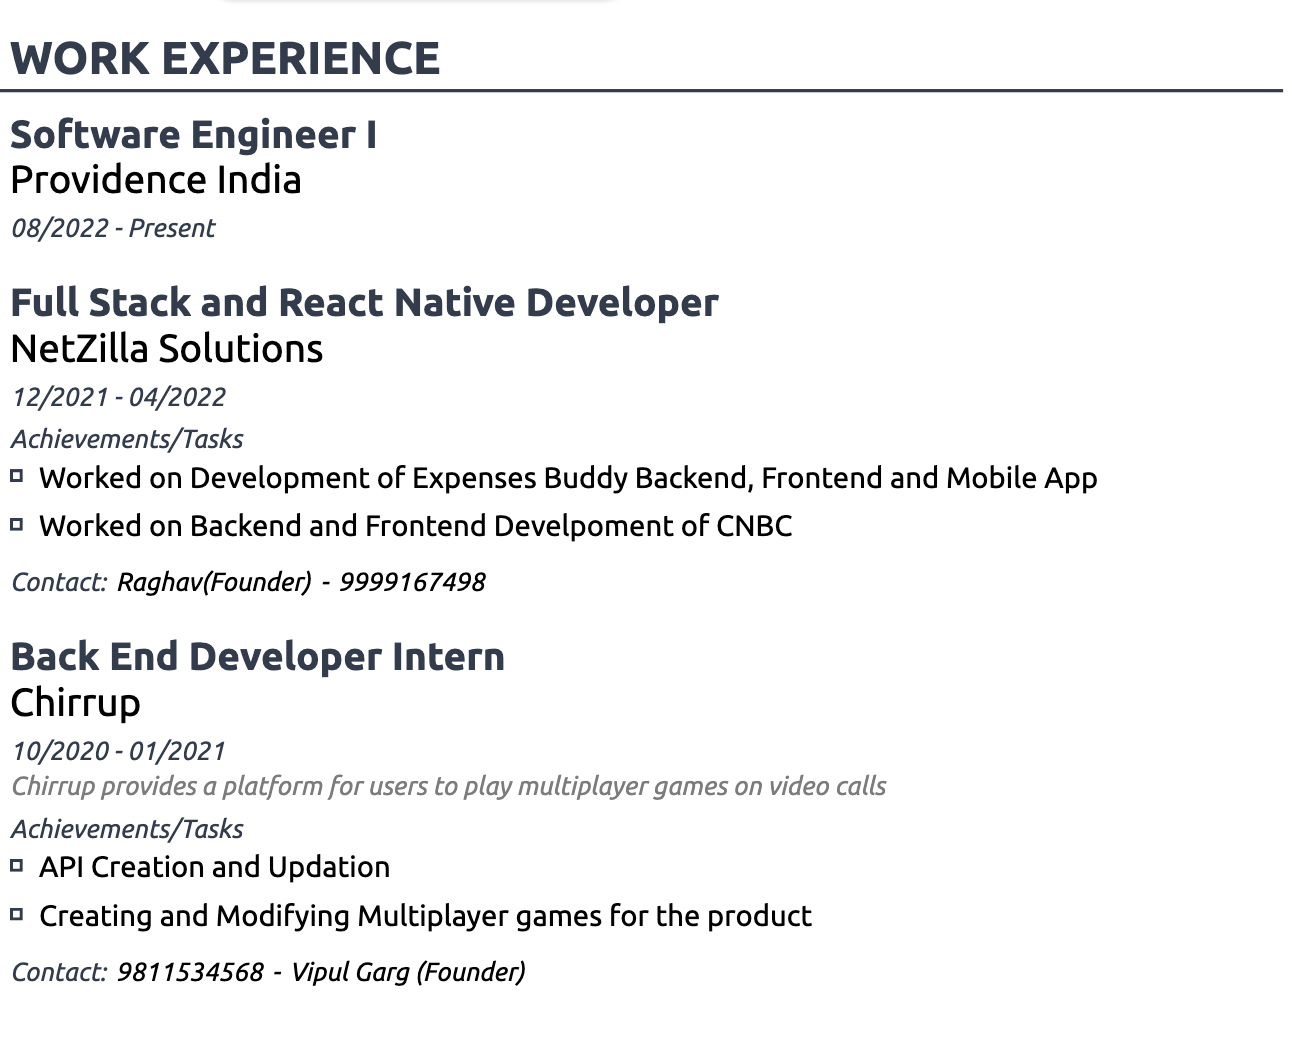 WORK EXPERIENCE
Software Engineer I
Providence India
08/2022 - Present
Full Stack and React Native Developer
NetZilla Solutions
12/2021 - 04/2022
Achievements/Tasks
Worked on Development of Expenses Buddy Backend, Frontend and Mobile App
Worked on Backend and Frontend Develpoment of CNBC
Contact: Raghav(Founder) - 9999167498
Back End Developer Intern
Chirrup
10/2020 - 01/2021
Chirrup provides a platform for users to play multiplayer games on video calls
Achievements/Tasks
API Creation and Updation
Creating and Modifying Multiplayer games for the product
Contact: 9811534568 - Vipul Garg (Founder)